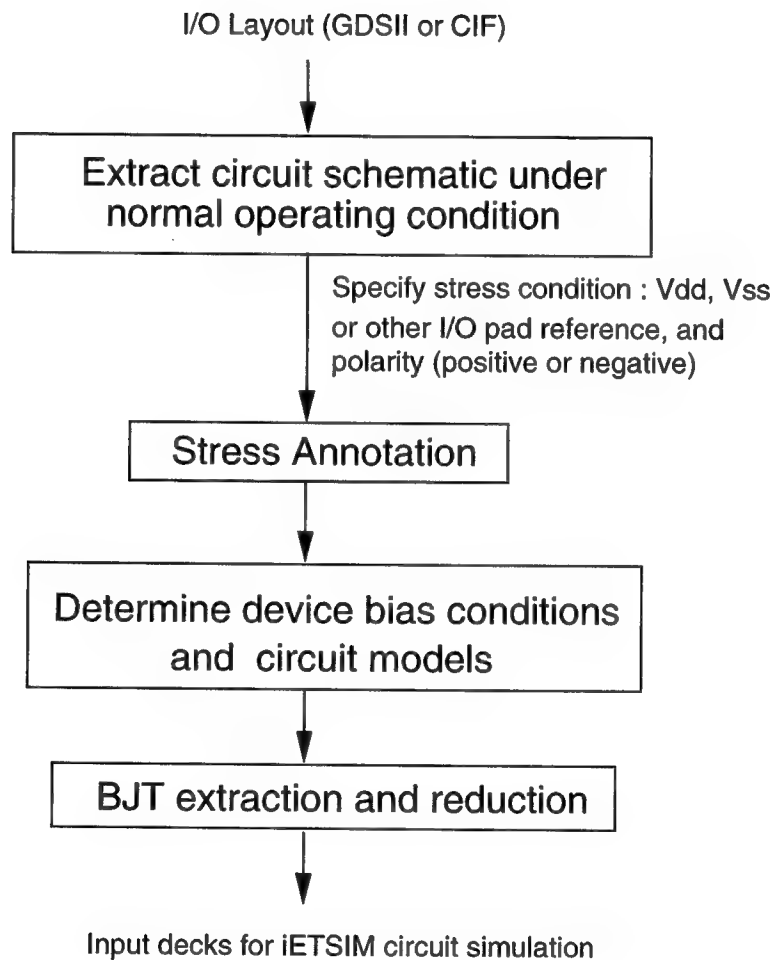 I/O Layout (GDSII or CIF)
Extract circuit schematic under
normal operating condition
Specify stress condition : Vdd, Vss
or other I/O pad reference, and
polarity (positive or negative)
Stress Annotation
Determine device bias conditions
and circuit models
BJT extraction and reduction
Input decks for iETSIM circuit simulation